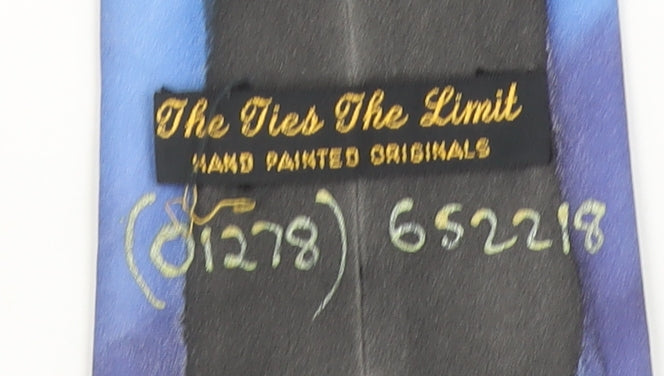 The Ties The Limit
HAND PAINTED ORIGINALS
(01278) 652218